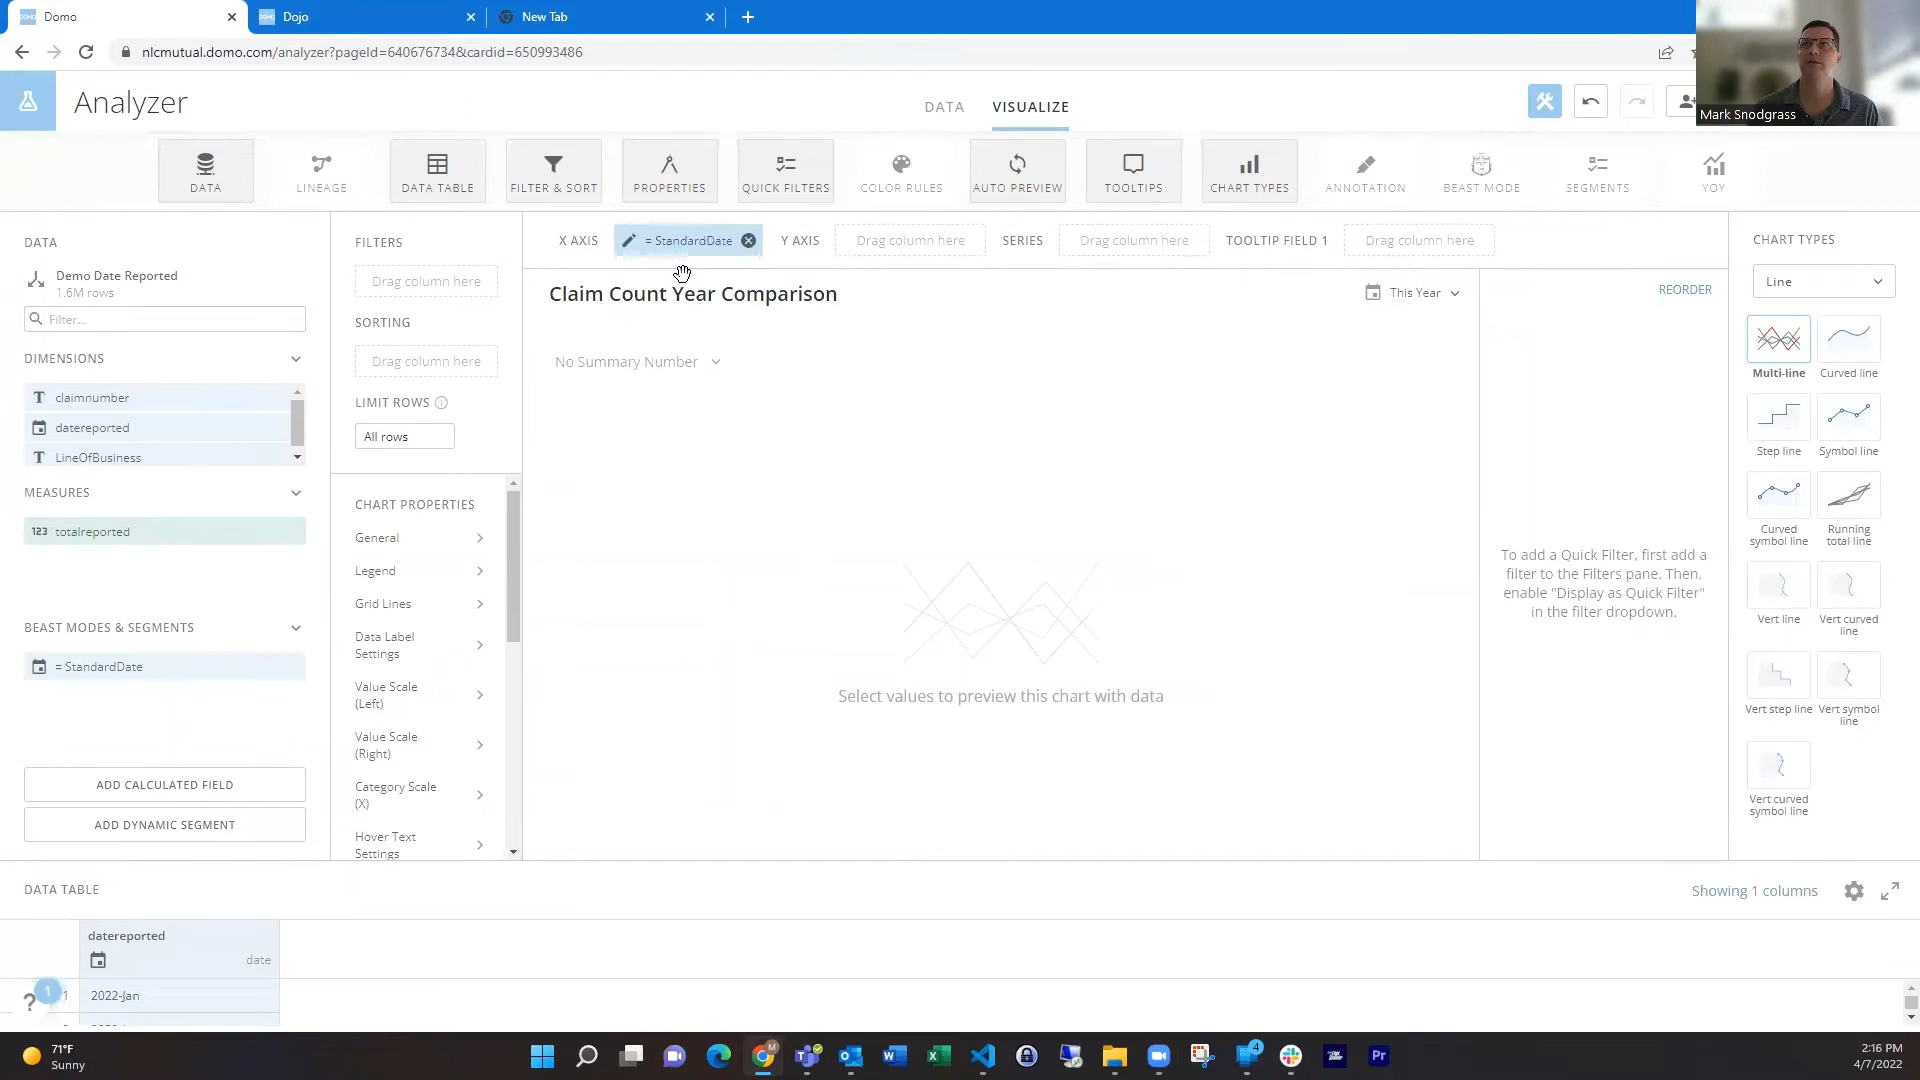 Domo
Dojo
New Tab
nlcmutual.domo.com/analyzer?pageId=640676734&cardid=650993486
Mark Snodgrass
Analyzer
DATA
VISUALIZE
DATA
LINEAGE
DATA TABLE
FILTER & SORT
PROPERTIES
QUICK FILTERS
COLOR RULES
AUTO PREVIEW
TOOLTIPS
CHART TYPES
ANNOTATION
BEAST MODE
SEGMENTS
YOY
DATA
Demo Date Reported
1.6M rows
Filter...
DIMENSIONS
claimnumber
datereported
LineOfBusiness
MEASURES
123 totalreported
BEAST MODES & SEGMENTS
= StandardDate
ADD CALCULATED FIELD
ADD DYNAMIC SEGMENT
FILTERS
Drag column here
SORTING
Drag column here
LIMIT ROWS
All rows
CHART PROPERTIES
General
Legend
Grid Lines
Data Label
Settings
Value Scale
(Left)
Value Scale
(Right)
Category Scale
(X)
Hover Text
Settings
X AXIS
= StandardDate
Y AXIS
Drag column here
SERIES
Drag column here
TOOLTIP FIELD 1
Drag column here
Claim Count Year Comparison
This Year
No Summary Number
Select values to preview this chart with data
REORDER
To add a Quick Filter, first add a
filter to the Filters pane. Then,
enable "Display as Quick Filter"
in the filter dropdown.
CHART TYPES
Line
Multi-line
Curved line
Step line
Symbol line
Curved
symbol line
Running
total line
Vert line
Vert curved
line
Vert step line
Vert symbol
line
Vert curved
symbol line
DATA TABLE
Showing 1 columns
datereported
date
1
1
2022-Jan
71°F
Sunny
4
Pr
2:16 PM
4/7/2022